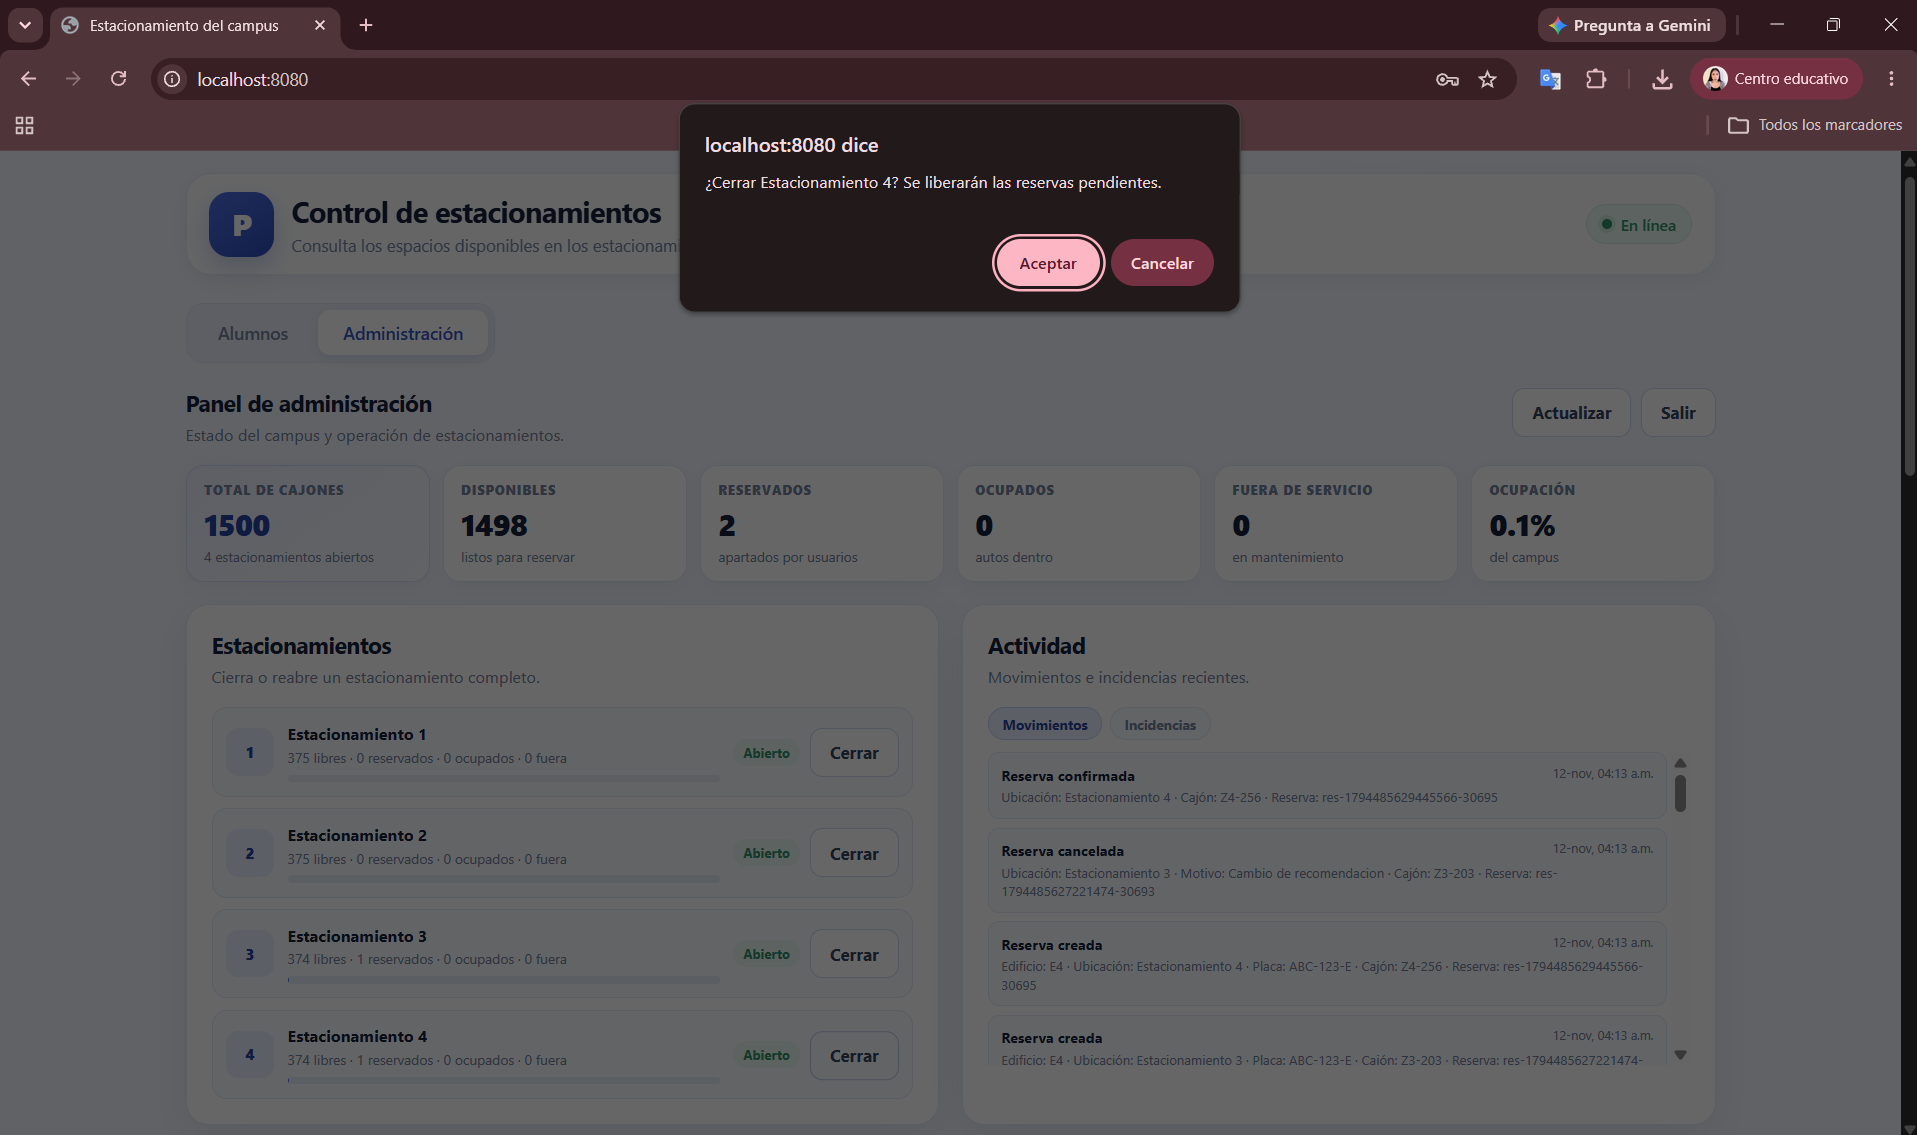 Estacionamiento del campus
Pregunta a Gemini
localhost:8080
Centro educativo
Todos los marcadores
localhost:8080 dice
¿Cerrar Estacionamiento 4? Se liberarán las reservas pendientes.
Aceptar
Cancelar
P
Control de estacionamientos
Consulta los espacios disponibles en los estacionam
En línea
Alumnos
Administración
Panel de administración
Estado del campus y operación de estacionamientos.
Actualizar
Salir
TOTAL DE CAJONES
1500
4 estacionamientos abiertos
DISPONIBLES
1498
listos para reservar
RESERVADOS
2
apartados por usuarios
OCUPADOS
0
autos dentro
FUERA DE SERVICIO
0
en mantenimiento
OCUPACIÓN
0.1%
del campus
Estacionamientos
Cierra o reabre un estacionamiento completo.
1
Estacionamiento 1
375 libres · 0 reservados · 0 ocupados · 0 fuera
Abierto
Cerrar
2
Estacionamiento 2
375 libres · 0 reservados · 0 ocupados · 0 fuera
Abierto
Cerrar
3
Estacionamiento 3
374 libres · 1 reservados · 0 ocupados · 0 fuera
Abierto
Cerrar
4
Estacionamiento 4
374 libres · 1 reservados · 0 ocupados · 0 fuera
Abierto
Cerrar
Actividad
Movimientos e incidencias recientes.
Movimientos
Incidencias
Reserva confirmada
12-nov, 04:13 a.m.
Ubicación: Estacionamiento 4 · Cajón: Z4-256 · Reserva: res-1794485629445566-30695
Reserva cancelada
12-nov, 04:13 a.m.
Ubicación: Estacionamiento 3 · Motivo: Cambio de recomendacion · Cajón: Z3-203 · Reserva: res-
1794485627221474-30693
Reserva creada
12-nov, 04:13 a.m.
Edificio: E4 · Ubicación: Estacionamiento 4 · Placa: ABC-123-E · Cajón: Z4-256 · Reserva: res-1794485629445566-
30695
Reserva creada
12-nov, 04:13 a.m.
Edificio: E4 · Ubicación: Estacionamiento 3 · Placa: ABC-123-E · Cajón: Z3-203 · Reserva: res-1794485627221474-